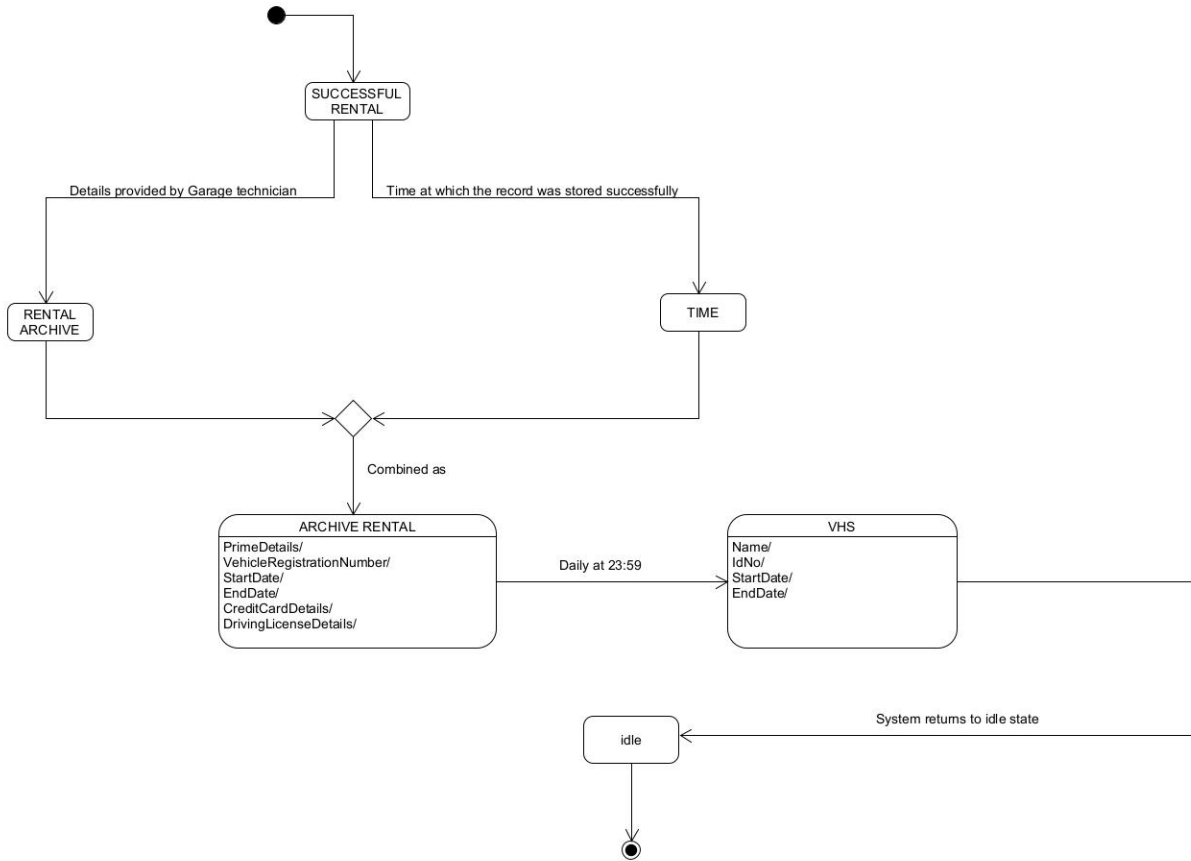 SUCCESSFUL
RENTAL
Details provided by Garage technician
Time at which the record was stored successfully
RENTAL
ARCHIVE
TIME
Combined as
ARCHIVE RENTAL
PrimeDetails/
VehicleRegistrationNumber/
StartDate/
EndDate/
CreditCardDetails/
DrivingLicenseDetails/
Daily at 23:59
VHS
Name/
IdNo/
StartDate/
EndDate/
System returns to idle state
idle